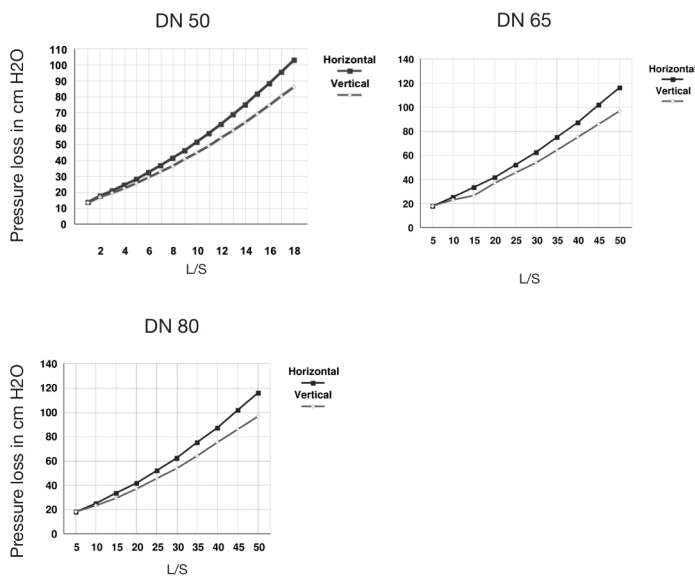 DN 50
Pressure loss in cm H2O
110
100
90
80
70
60
50
40
30
20
10
0
2 4 6 8 10 12 14 16 18
L/S
Horizontal
Vertical
DN 65
140
120
100
80
60
40
20
0
5 10 15 20 25 30 35 40 45 50
L/S
Horizontal
Vertical
DN 80
Pressure loss in cm H2O
140
120
100
80
60
40
20
0
5 10 15 20 25 30 35 40 45 50
L/S
Horizontal
Vertical